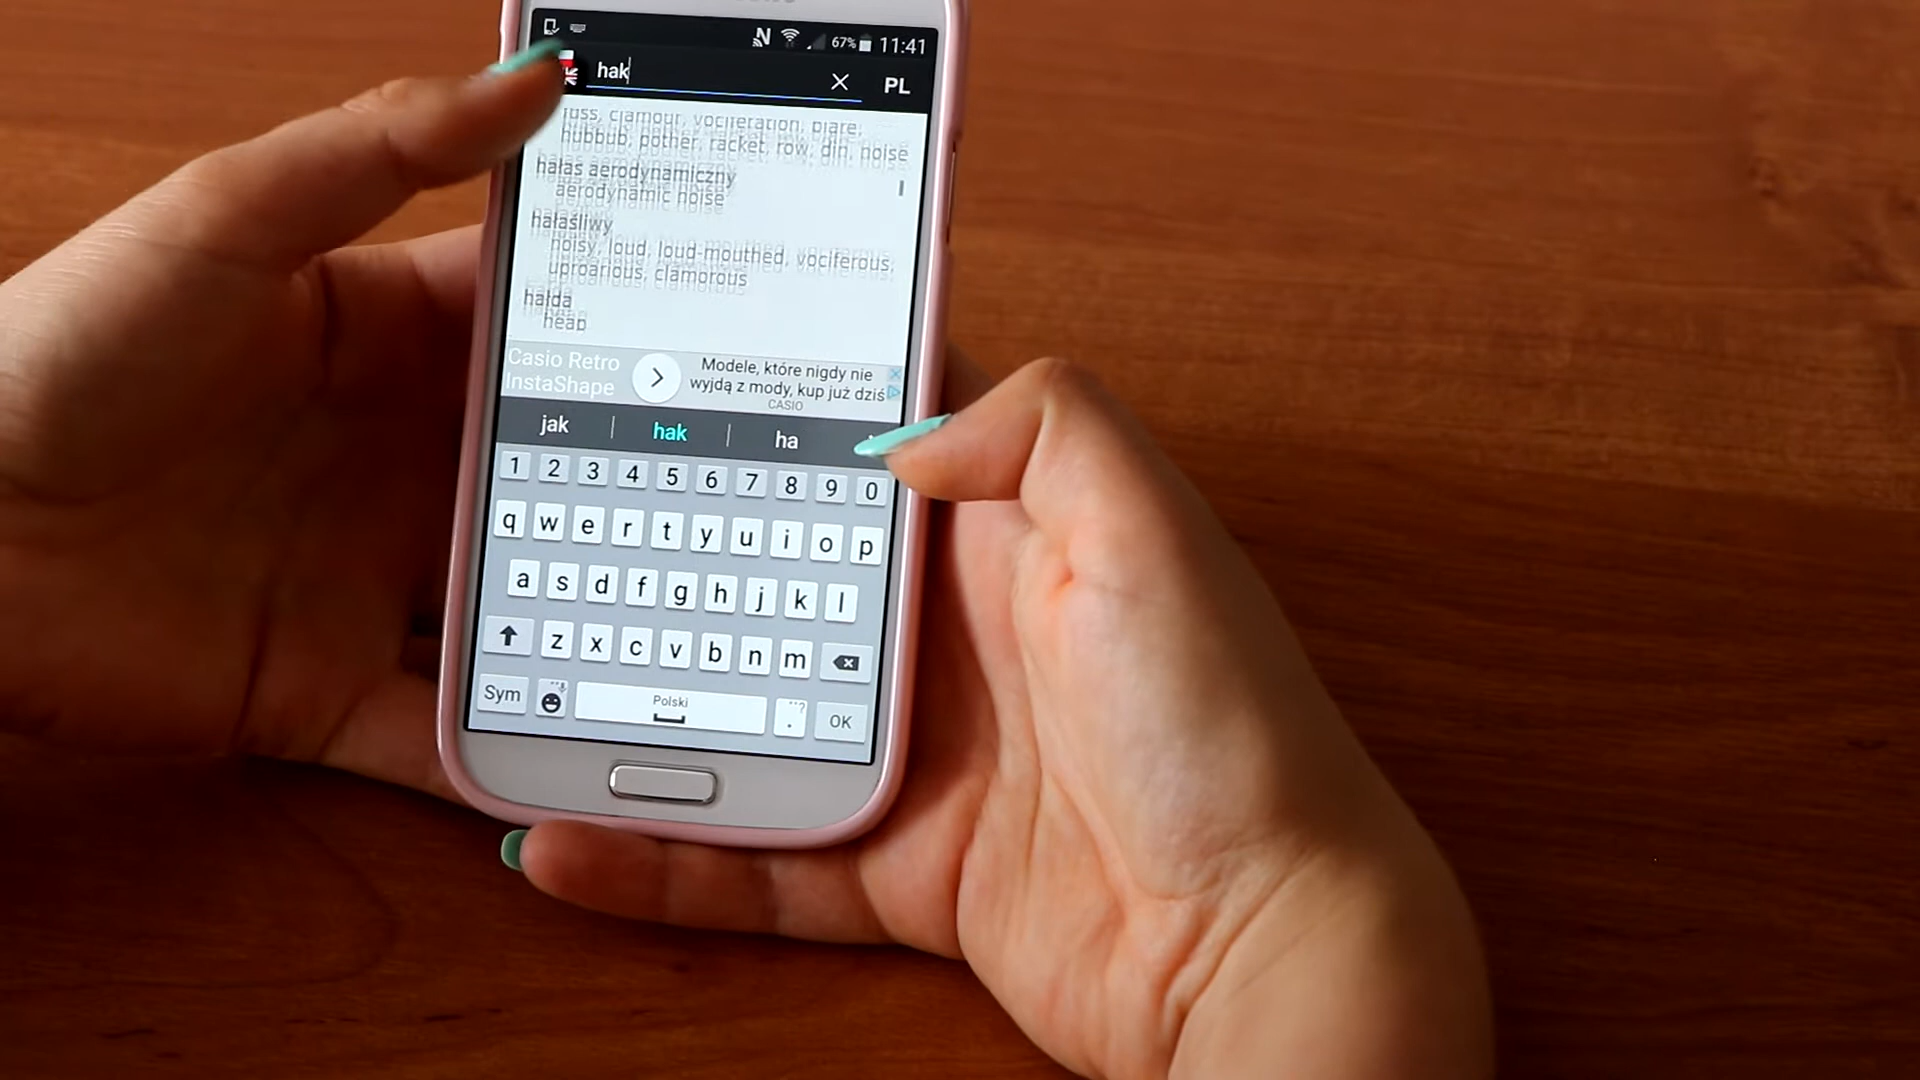 67% 11:41
hak PL
fuss, clamour, vociferation, blare,
hubbub, pother, racket, row, din, noise
hałas aerodynamiczny
aerodynamic noise
hałaśliwy
noisy, loud, loud-mouthed, vociferous,
uproarious, clamorous
hałda
heap
Casio Retro
InstaShape
Modele, które nigdy nie
wyjdą z mody, kup już dziś
CASIO
jak hak ha
1 2 3 4 5 6 7 8 9 0
q w e r t y u i o p
a s d f g h j k l
z x c v b n m
Sym Polski . OK